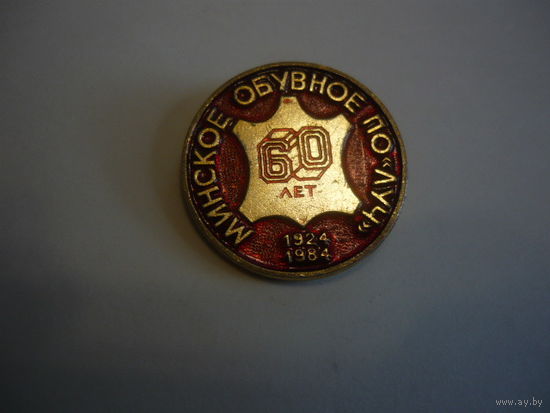 МИНСКОЕ ОБУВНОЕ ПО «ЛУЧ»
60
ЛЕТ
1924
1984
www.ay.by